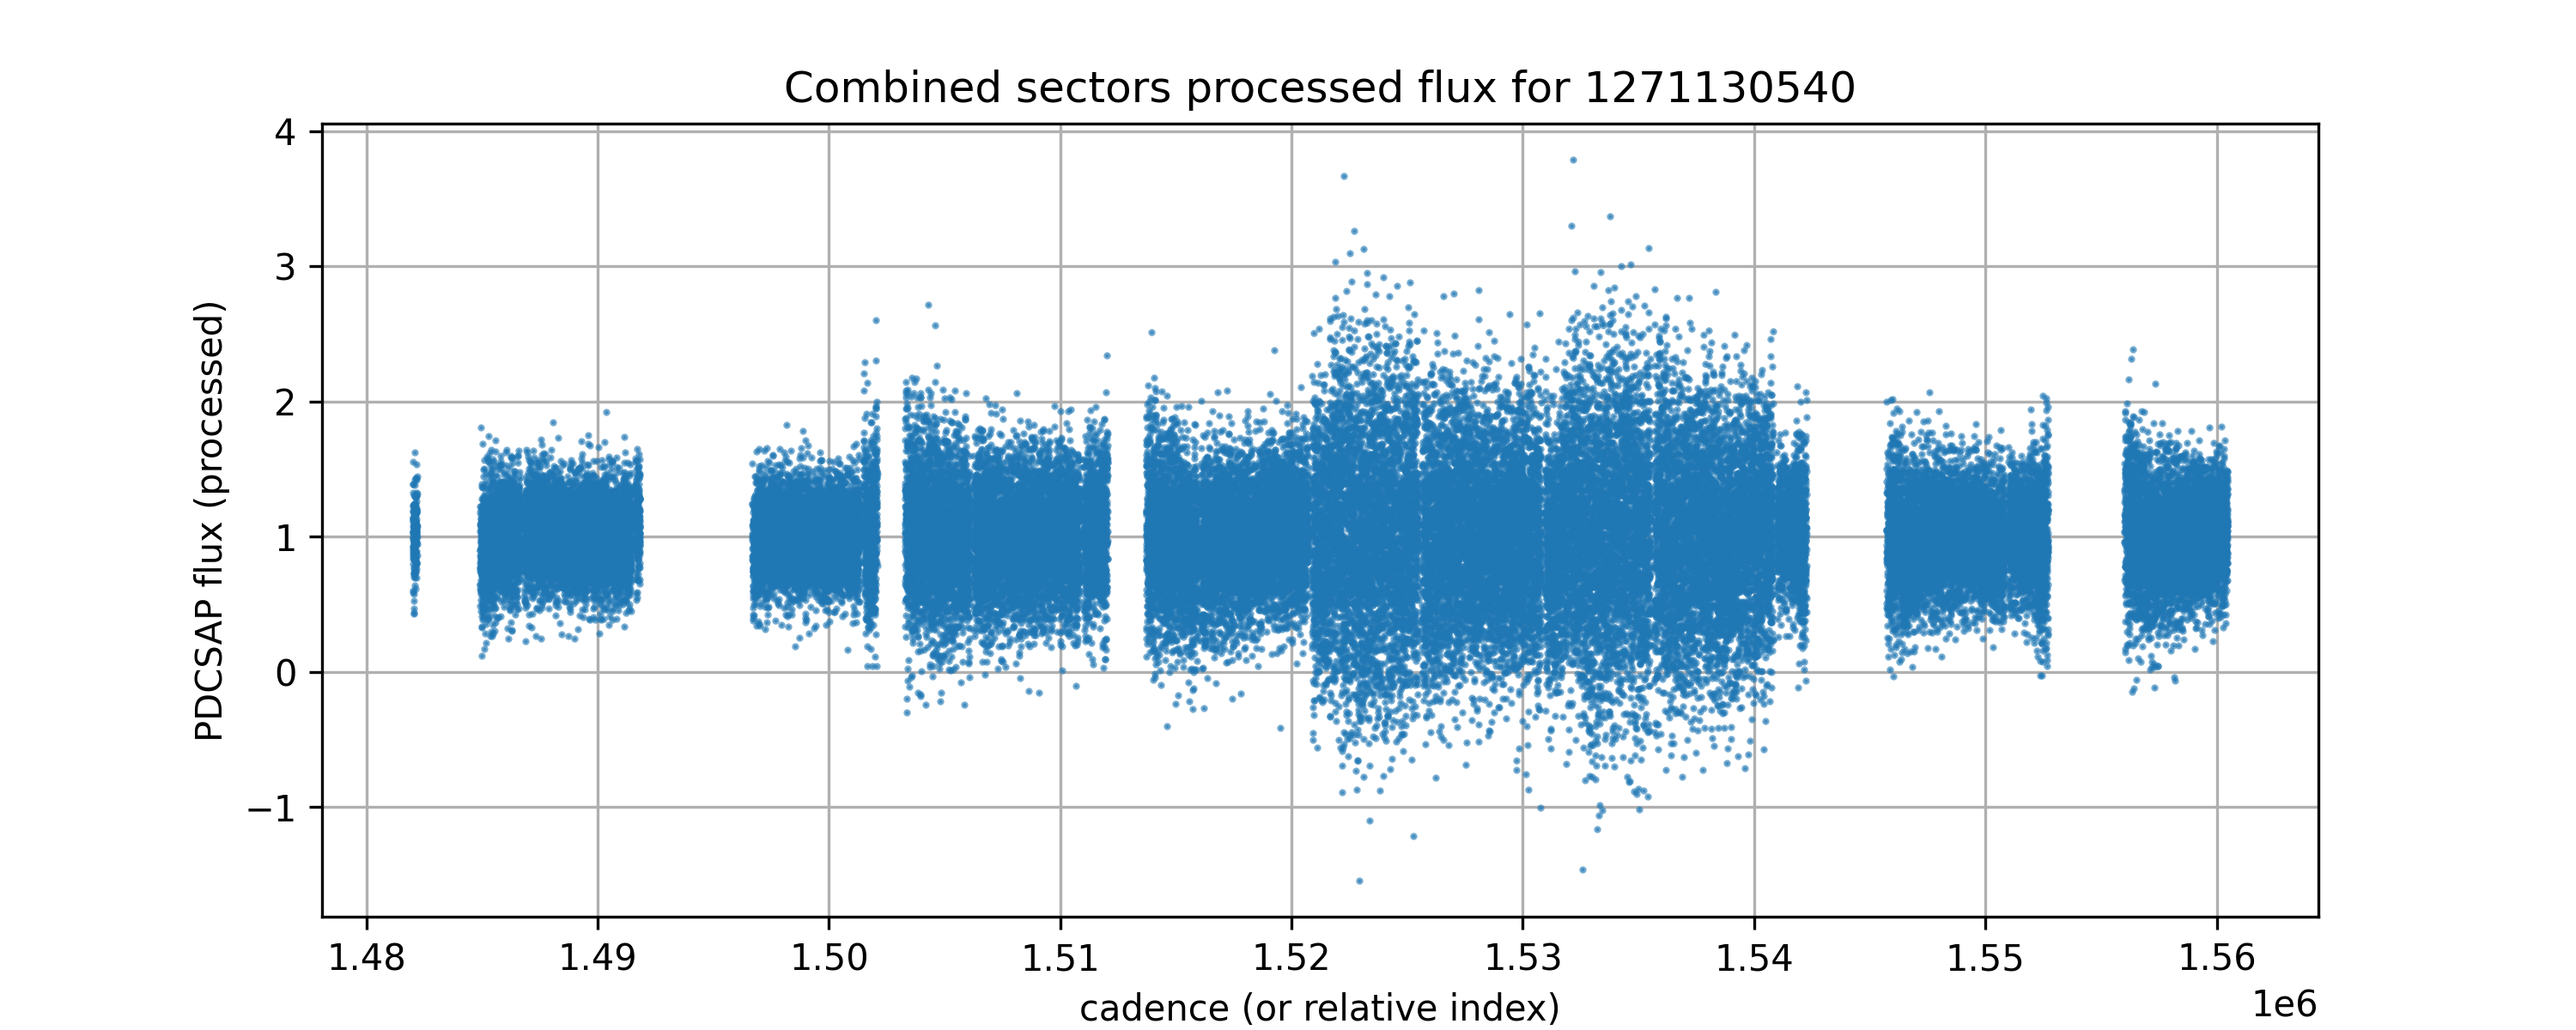 Combined sectors processed flux for 1271130540
PDCSAP flux (processed)
4
3
2
1
0
−1
1.48 1.49 1.50 1.51 1.52 1.53 1.54 1.55 1.56
1e6
cadence (or relative index)